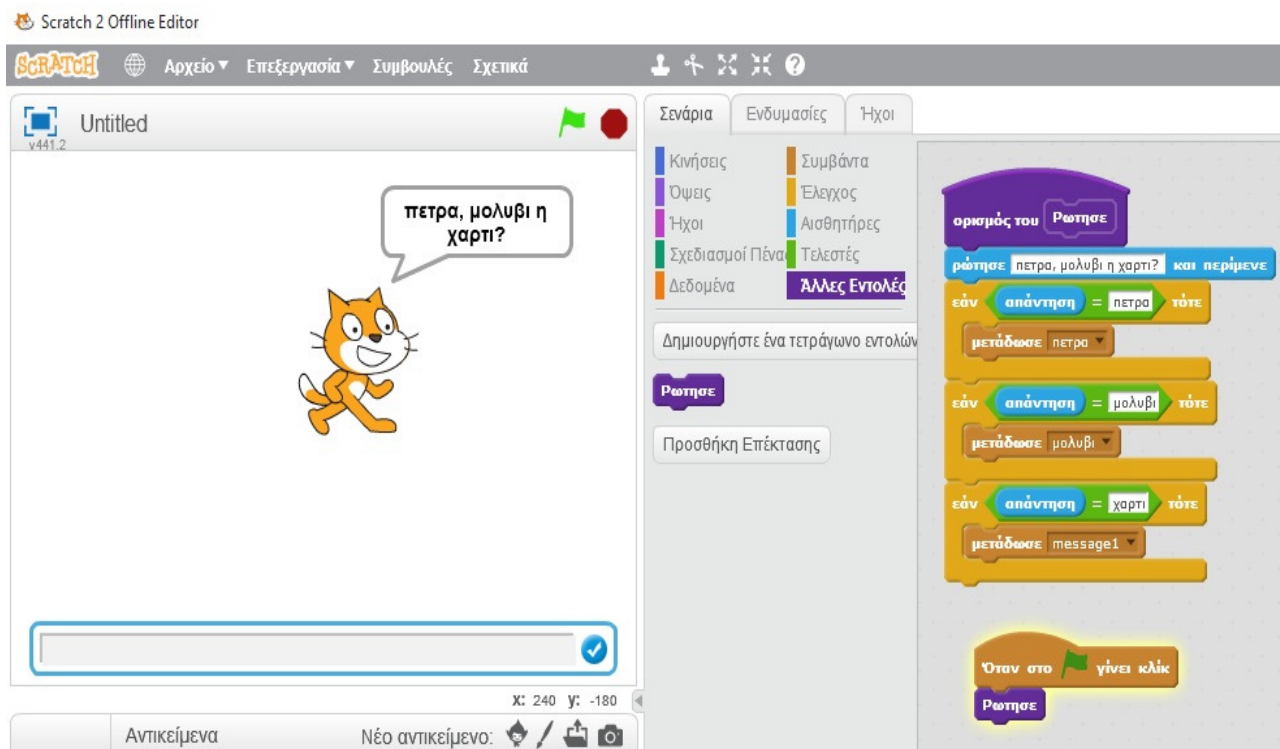 Scratch 2 Offline Editor
SCRATCH Αρχείο Επεξεργασία Συμβουλές Σχετικά
Untitled
v441.2
πετρα, μολυβι η
χαρτι?
x: 240 y: -180
Αντικείμενα Νέο αντικείμενο:
Σενάρια Ενδυμασίες Ήχοι
Κινήσεις Συμβάντα
Όψεις Έλεγχος
Ήχοι Αισθητήρες
Σχεδιασμοί Πένας Τελεστές
Δεδομένα Άλλες Εντολές
Δημιουργήστε ένα τετράγωνο εντολών
Ρωτησε
Προσθήκη Επέκτασης
ορισμός του Ρωτησε
ρώτησε πετρα, μολυβι η χαρτι? και περίμενε
εάν απάντηση = πετρα τότε
μετάδωσε πετρα
εάν απάντηση = μολυβι τότε
μετάδωσε μολυβι
εάν απάντηση = χαρτι τότε
μετάδωσε message1
Όταν στο γίνει κλίκ
Ρωτησε